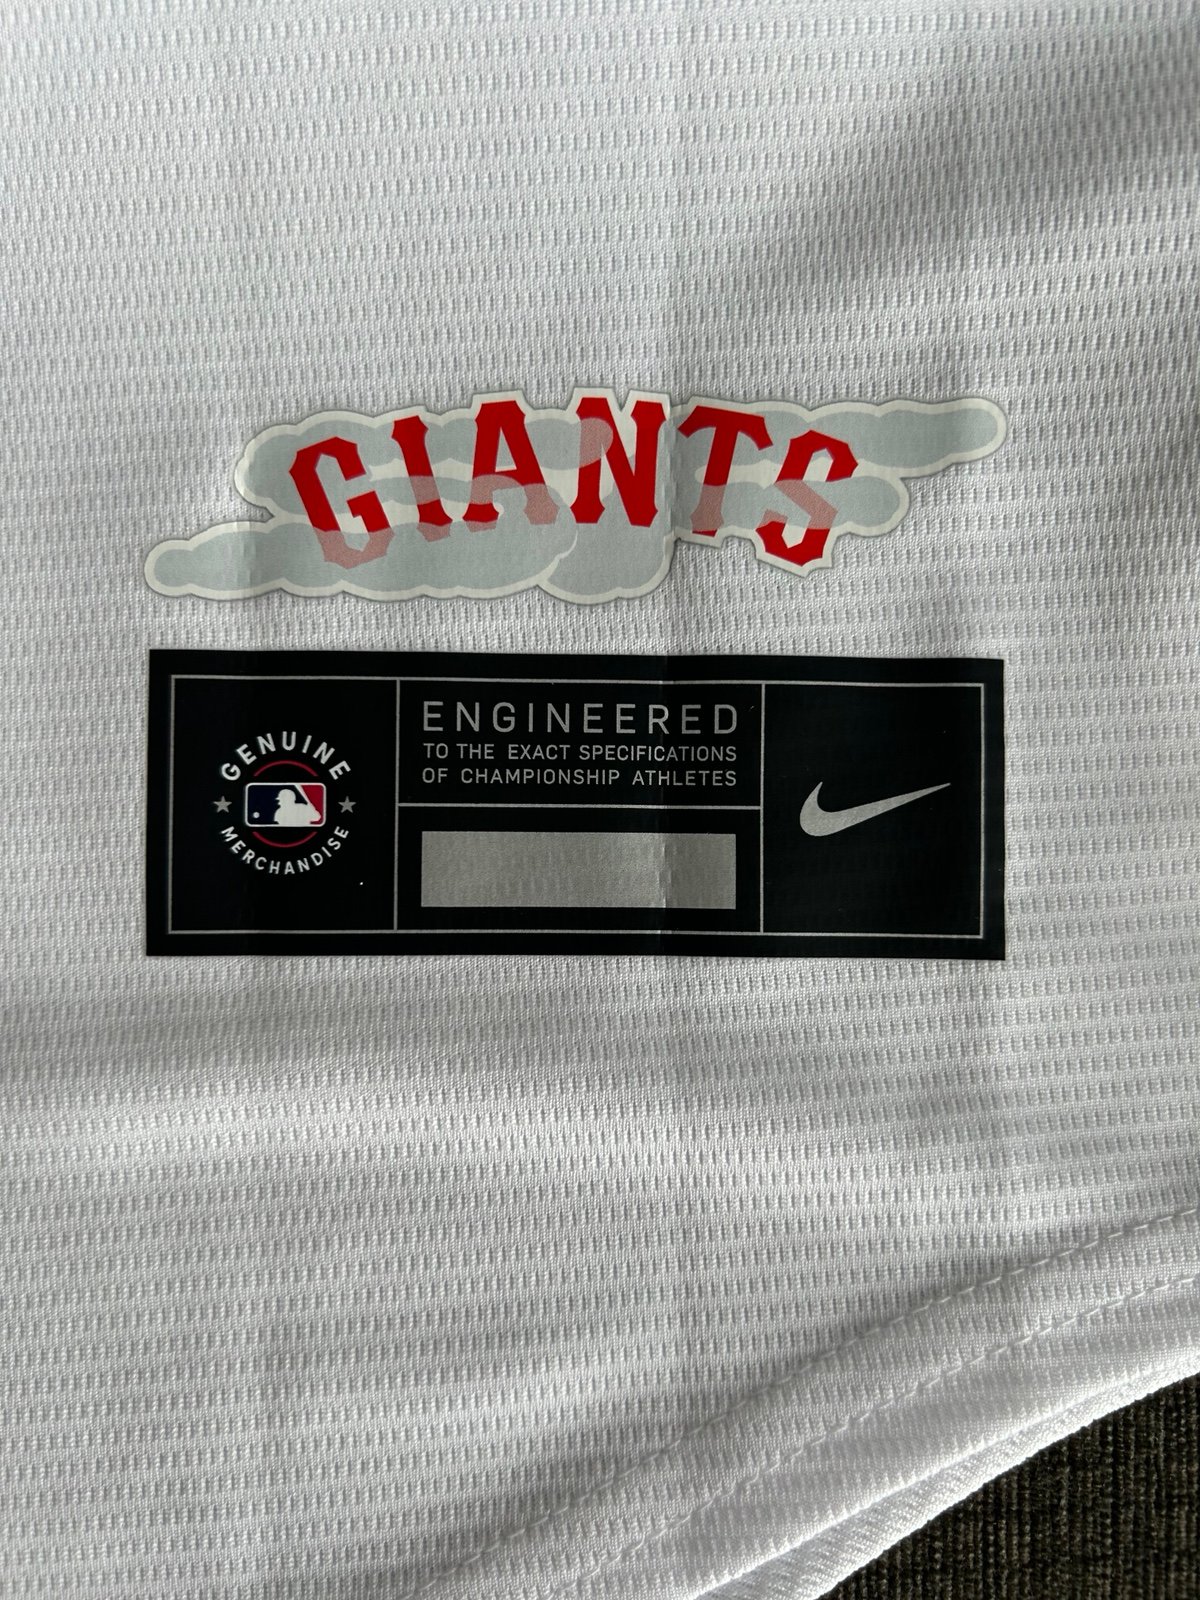 GIANTS
GENUINE
MERCHANDISE
ENGINEERED
TO THE EXACT SPECIFICATIONS
OF CHAMPIONSHIP ATHLETES